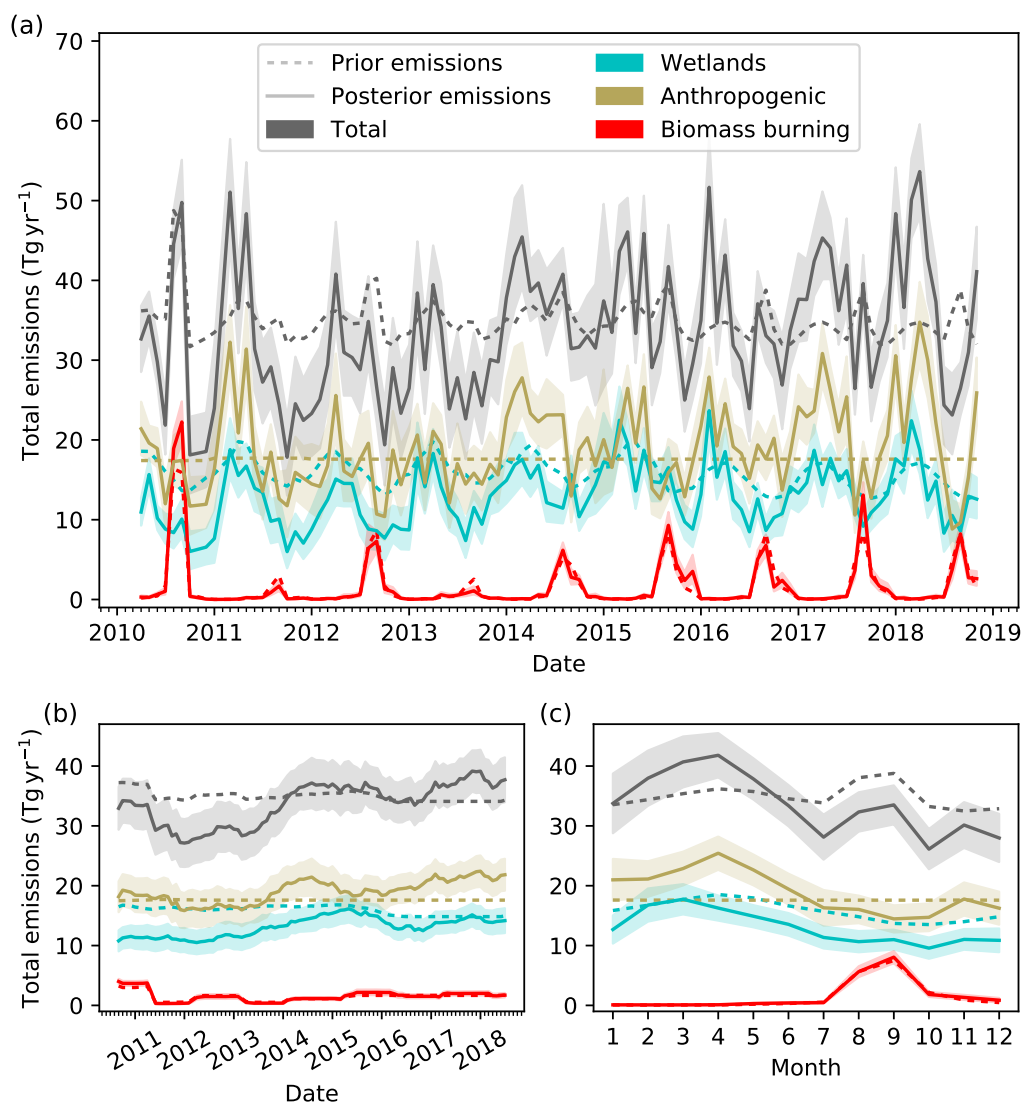 (a)
70
60
50
40
30
20
10
0
Total emissions (Tg yr⁻¹)
Prior emissions
Posterior emissions
Total
Wetlands
Anthropogenic
Biomass burning
2010 2011 2012 2013 2014 2015 2016 2017 2018 2019
Date
(b)
40
30
20
10
0
Total emissions (Tg yr⁻¹)
2011 2012 2013 2014 2015 2016 2017 2018
Date
(c)
40
30
20
10
0
1 2 3 4 5 6 7 8 9 10 11 12
Month